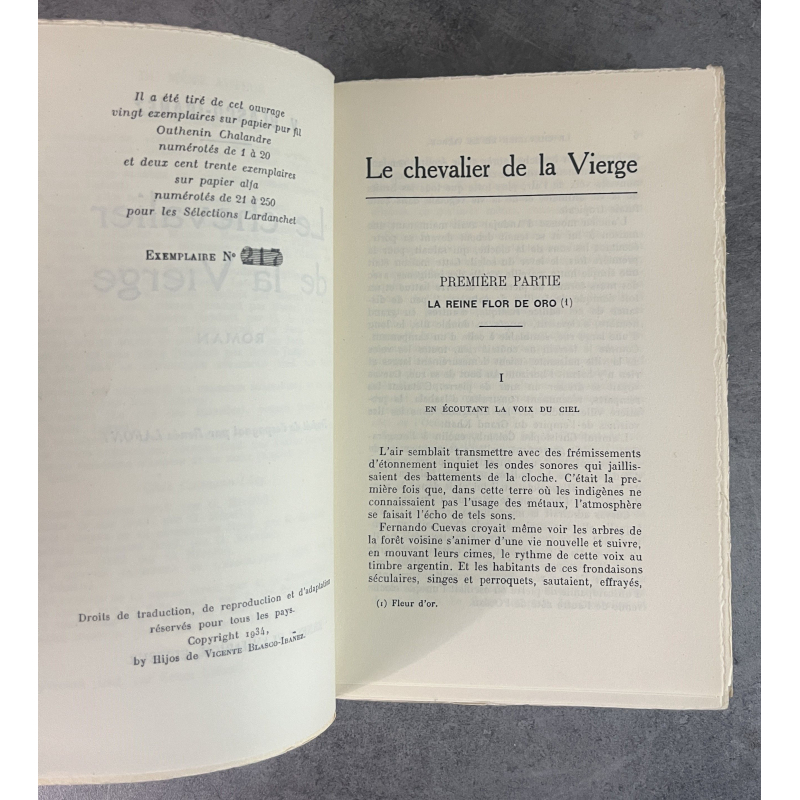 Il a été tiré de cet ouvrage
vingt exemplaires sur papier pur fil
Outhenin Chalandre
numérotés de 1 à 20
et deux cent trente exemplaires
sur papier alfa
numérotés de 21 à 250
pour les Sélections Lardanchet
EXEMPLAIRE N° 217
Droits de traduction, de reproduction et d'adaptation
réservés pour tous les pays.
Copyright 1934,
by Hijos de VICENTE BLASCO-IBAÑEZ.
Le chevalier de la Vierge
PREMIÈRE PARTIE
LA REINE FLOR DE ORO (1)
I
EN ÉCOUTANT LA VOIX DU CIEL
L'air semblait transmettre avec des frémissements
d'étonnement inquiet les ondes sonores qui jaillis-
saient des battements de la cloche. C'était la pre-
mière fois que, dans cette terre où les indigènes ne
connaissaient pas l'usage des métaux, l'atmosphère
se faisait l'écho de tels sons.
Fernando Cuevas croyait même voir les arbres de
la forêt voisine s'animer d'une vie nouvelle et suivre,
en mouvant leurs cimes, le rythme de cette voix au
timbre argentin. Et les habitants de ces frondaisons
séculaires, singes et perroquets, sautaient, effrayés,
(1) Fleur d'or.